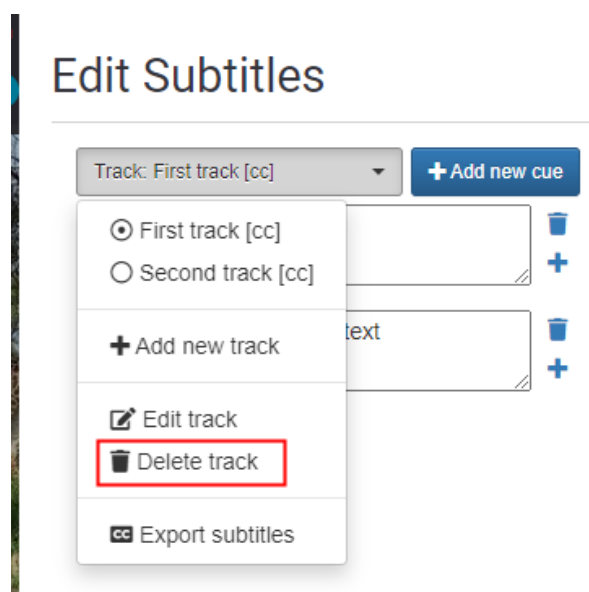 Edit Subtitles
Track: First track [cc]
Add new cue
First track [cc]
Second track [cc]
Add new track
text
Edit track
Delete track
CC Export subtitles